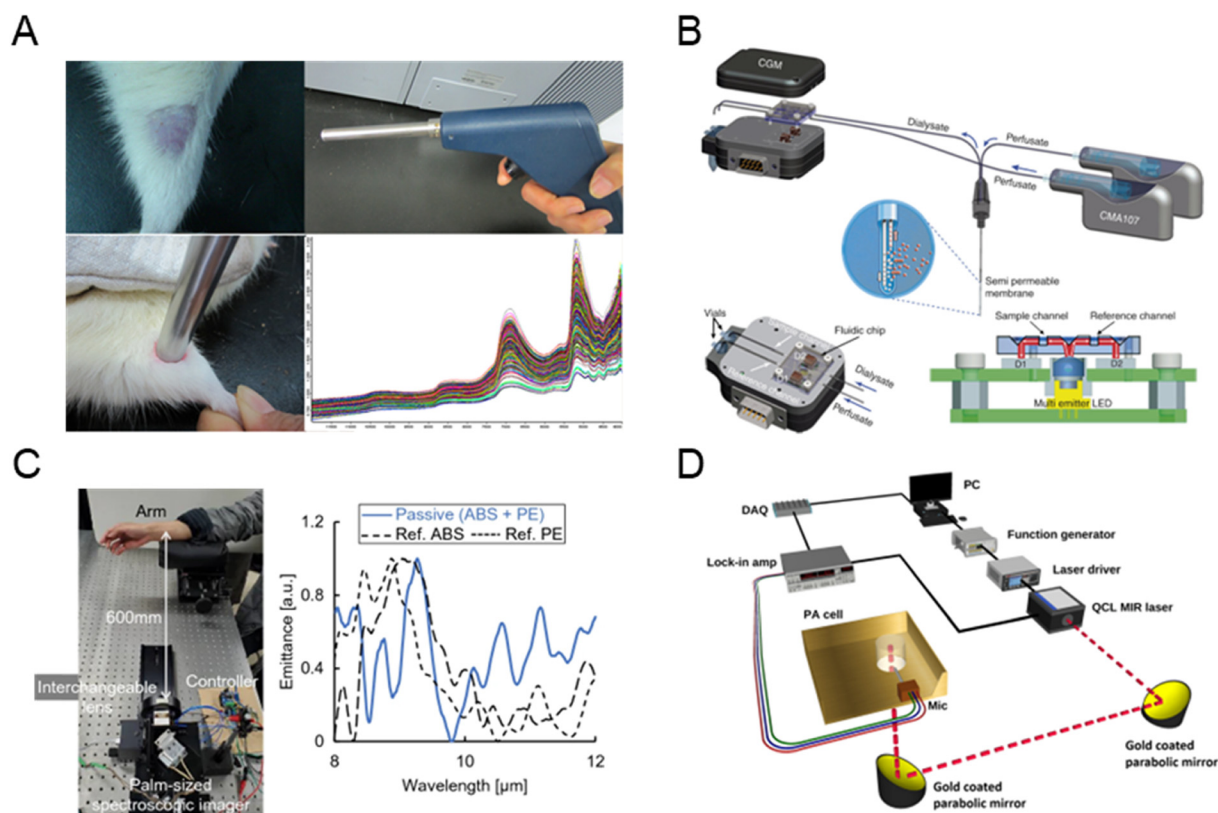 A
B
CGM
Dialysate
Perfusate
Perfusate
CMA107
Semi permeable
membrane
Vials
Fluidic chip
Dialysate
Perfusate
Sample channel
Reference channel
D1
D2
Multi emitter LED
C
Arm
600mm
Interchangeable
lens
Controller
Palm-sized
spectroscopic imager
Passive (ABS + PE)
Ref. ABS
Ref. PE
Emittance [a.u.]
1.2
0.8
0.4
0
8
10
12
Wavelength [μm]
D
PC
DAQ
Function generator
Lock-in amp
Laser driver
QCL MIR laser
PA cell
Mic
Gold coated
parabolic mirror
Gold coated
parabolic mirror